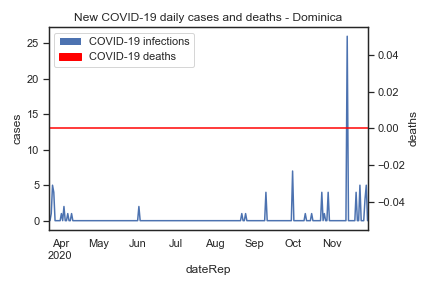 New COVID-19 daily cases and deaths - Dominica
COVID-19 infections
COVID-19 deaths
25
20
15
10
5
0
cases
0.04
0.02
0.00
−0.02
−0.04
deaths
Apr May Jun Jul Aug Sep Oct Nov
2020
dateRep